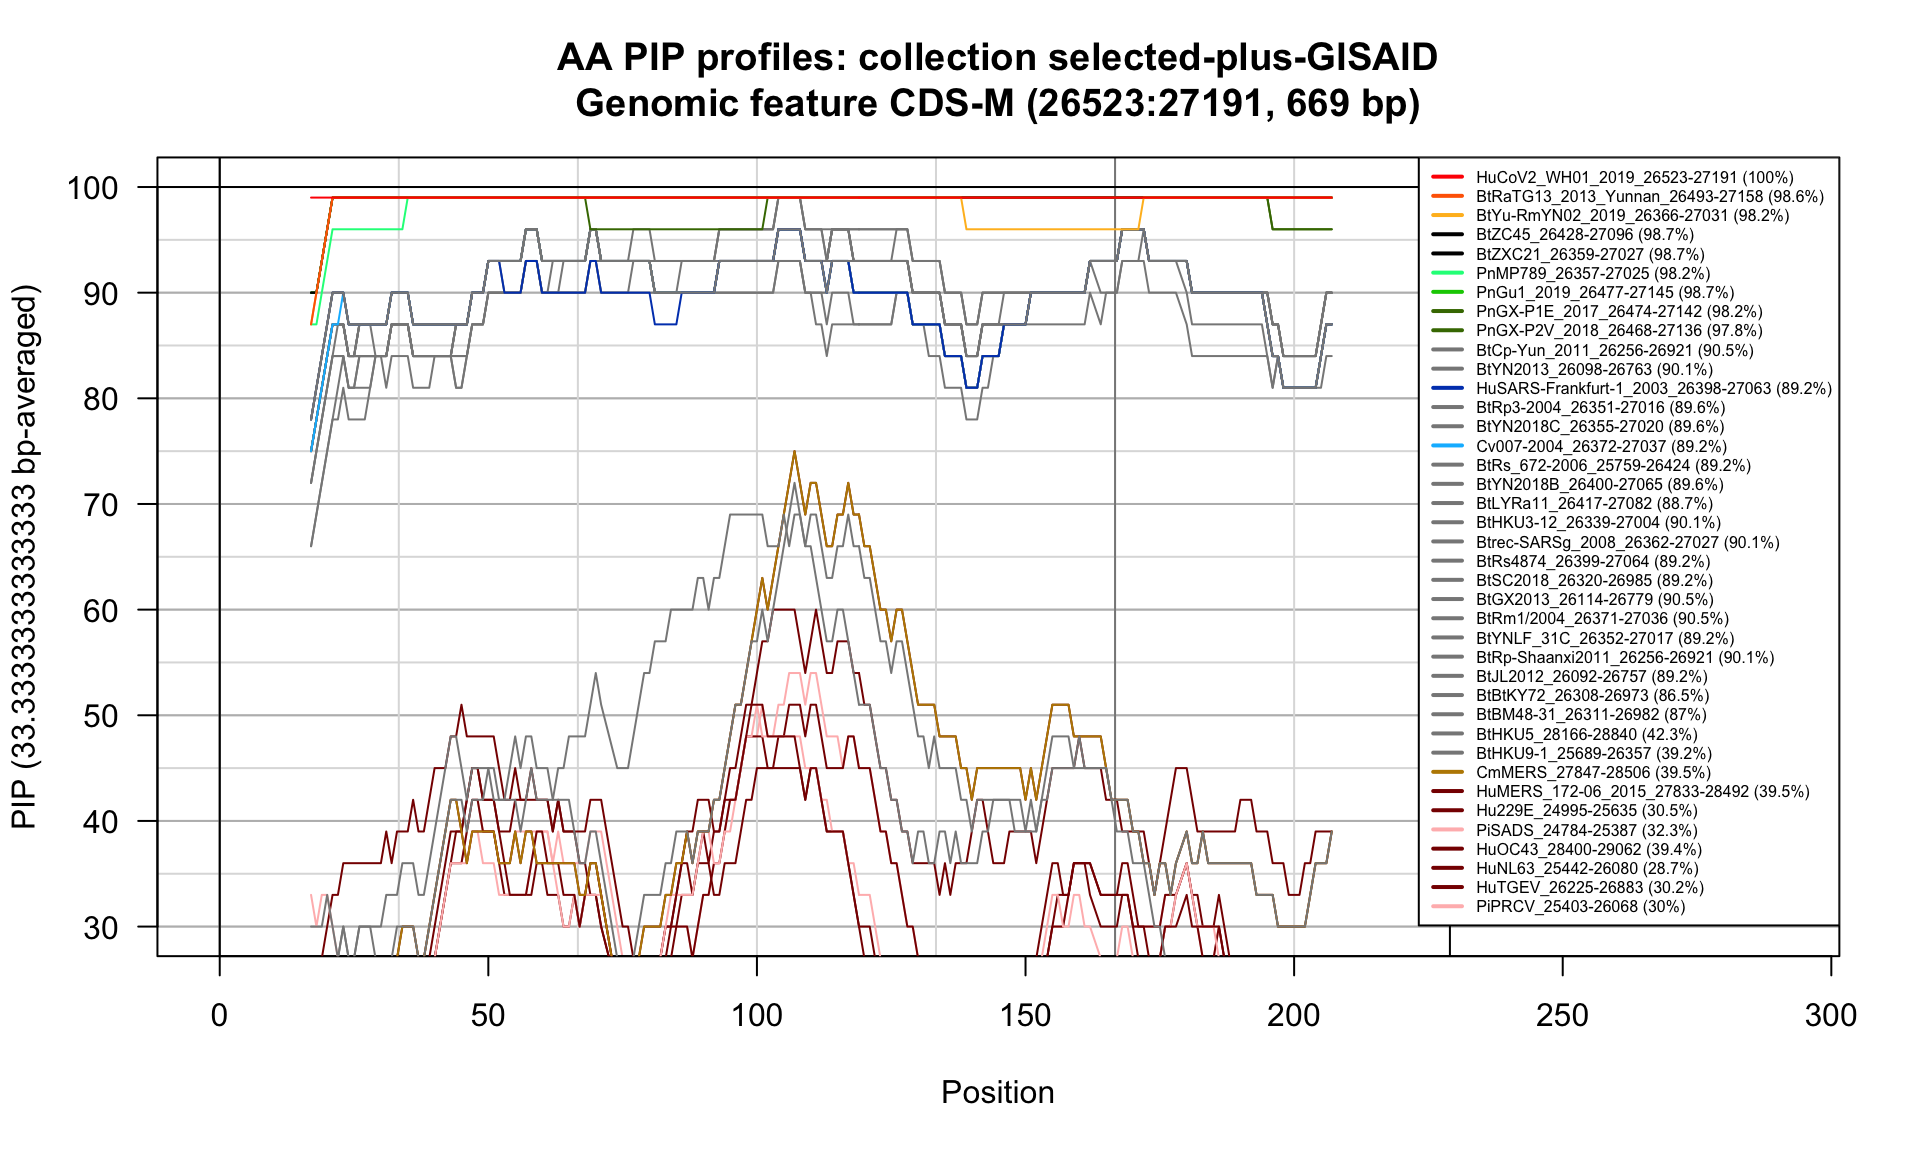 AA PIP profiles: collection selected-plus-GISAID
Genomic feature CDS-M (26523:27191, 669 bp)
PIP (33.3333333333333 bp-averaged)
100
90
80
70
60
50
40
30
0
50
100
150
200
250
300
Position
HuCoV2_WH01_2019_26523-27191 (100%)
BtRaTG13_2013_Yunnan_26493-27158 (98.6%)
BtYu-RmYN02_2019_26366-27031 (98.2%)
BtZC45_26428-27096 (98.7%)
BtZXC21_26359-27027 (98.7%)
PnMP789_26357-27025 (98.2%)
PnGu1_2019_26477-27145 (98.7%)
PnGX-P1E_2017_26474-27142 (98.2%)
PnGX-P2V_2018_26468-27136 (97.8%)
BtCp-Yun_2011_26256-26921 (90.5%)
BtYN2013_26098-26763 (90.1%)
HuSARS-Frankfurt-1_2003_26398-27063 (89.2%)
BtRp3-2004_26351-27016 (89.6%)
BtYN2018C_26355-27020 (89.6%)
Cv007-2004_26372-27037 (89.2%)
BtRs_672-2006_25759-26424 (89.2%)
BtYN2018B_26400-27065 (89.6%)
BtLYRa11_26417-27082 (88.7%)
BtHKU3-12_26339-27004 (90.1%)
Btrec-SARSg_2008_26362-27027 (90.1%)
BtRs4874_26399-27064 (89.2%)
BtSC2018_26320-26985 (89.2%)
BtGX2013_26114-26779 (90.5%)
BtRm1/2004_26371-27036 (90.5%)
BtYNLF_31C_26352-27017 (89.2%)
BtRp-Shaanxi2011_26256-26921 (90.1%)
BtJL2012_26092-26757 (89.2%)
BtBtKY72_26308-26973 (86.5%)
BtBM48-31_26311-26982 (87%)
BtHKU5_28166-28840 (42.3%)
BtHKU9-1_25689-26357 (39.2%)
CmMERS_27847-28506 (39.5%)
HuMERS_172-06_2015_27833-28492 (39.5%)
Hu229E_24995-25635 (30.5%)
PiSADS_24784-25387 (32.3%)
HuOC43_28400-29062 (39.4%)
HuNL63_25442-26080 (28.7%)
HuTGEV_26225-26883 (30.2%)
PiPRCV_25403-26068 (30%)